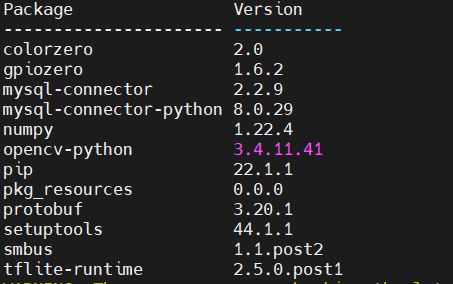 Package Version
---------------------- -----------
colorzero 2.0
gpiozero 1.6.2
mysql-connector 2.2.9
mysql-connector-python 8.0.29
numpy 1.22.4
opencv-python 3.4.11.41
pip 22.1.1
pkg_resources 0.0.0
protobuf 3.20.1
setuptools 44.1.1
smbus 1.1.post2
tflite-runtime 2.5.0.post1